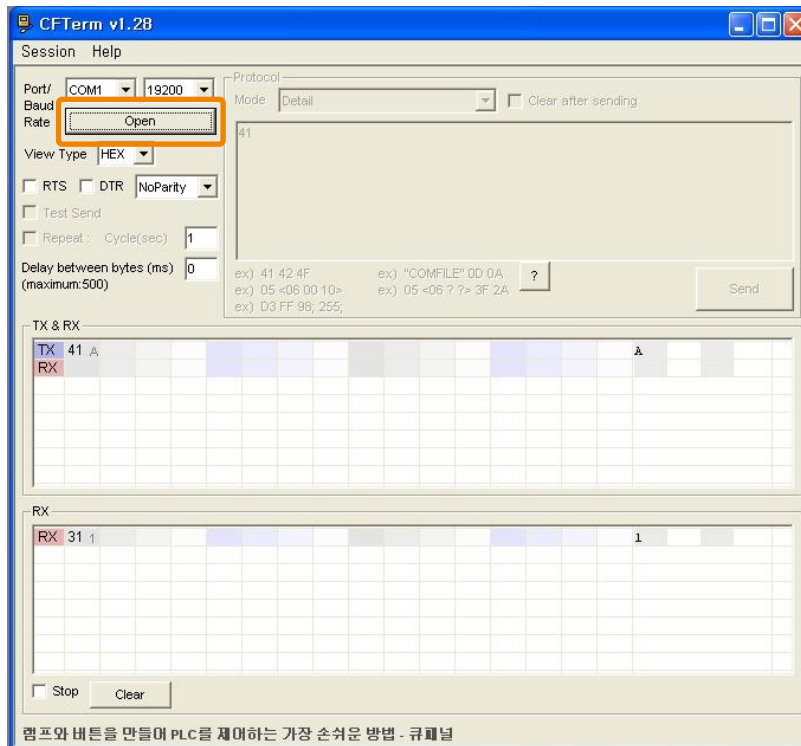 CFTerm v1.28
Session Help
Port/ Baud Rate COM1 19200
Open
View Type HEX
RTS DTR NoParity
Test Send
Repeat : Cycle(sec) 1
Delay between bytes (ms) 0
(maximum:500)
Protocol
Mode Detail Clear after sending
41
ex) 41 42 4F ex) "COMFILE" 0D 0A ?
ex) 05 <06 00 10> ex) 05 <06 ? ?> 3F 2A
ex) D3 FF 98; 255;
Send
TX & RX
TX 41 A A
RX
RX
RX 31 1 1
Stop Clear
램프와 버튼을 만들어 PLC를 제어하는 가장 손쉬운 방법 - 큐패널